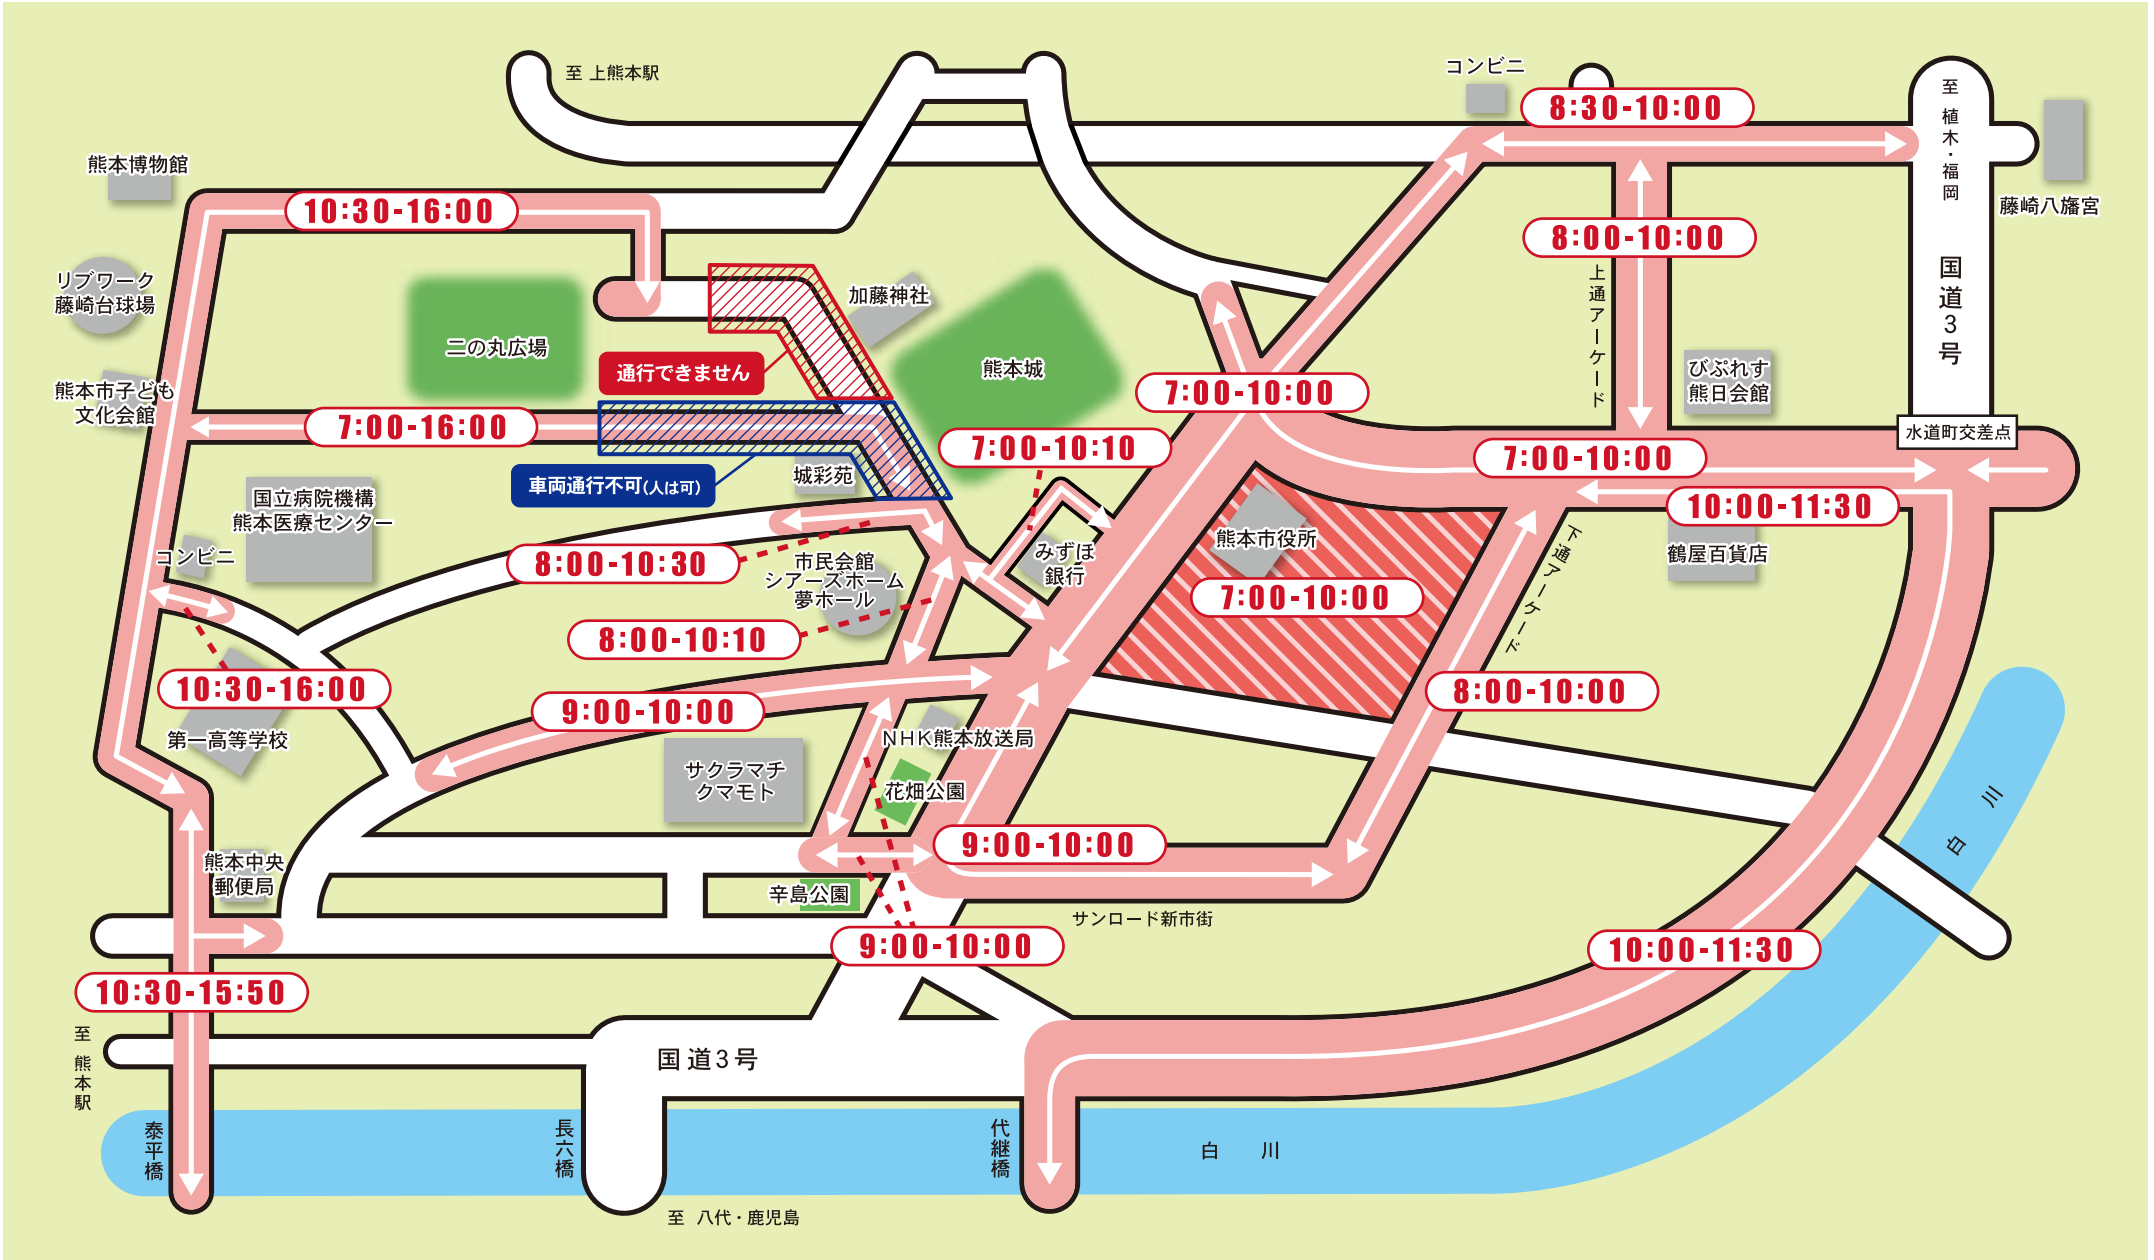 至 上熊本駅
コンビニ
8:30-10:00
至 植木・福岡
藤崎八旛宮
熊本博物館
10:30-16:00
8:00-10:00
上通アーケード
国道3号
リブワーク
藤崎台球場
加藤神社
二の丸広場
熊本城
通行できません
びぷれす
熊日会館
熊本市子ども
文化会館
7:00-10:00
7:00-16:00
7:00-10:10
水道町交差点
7:00-10:00
城彩苑
車両通行不可(人は可)
10:00-11:30
国立病院機構
熊本医療センター
コンビニ
熊本市役所
みずほ
銀行
下通アーケード
鶴屋百貨店
8:00-10:30
市民会館
シアーズホーム
夢ホール
7:00-10:00
8:00-10:10
10:30-16:00
8:00-10:00
9:00-10:00
第一高等学校
NHK熊本放送局
サクラマチ
クマモト
花畑公園
白川
9:00-10:00
熊本中央
郵便局
辛島公園
サンロード新市街
9:00-10:00
10:00-11:30
10:30-15:50
至 熊本駅
国道3号
泰平橋
長六橋
代継橋
白 川
至 八代・鹿児島